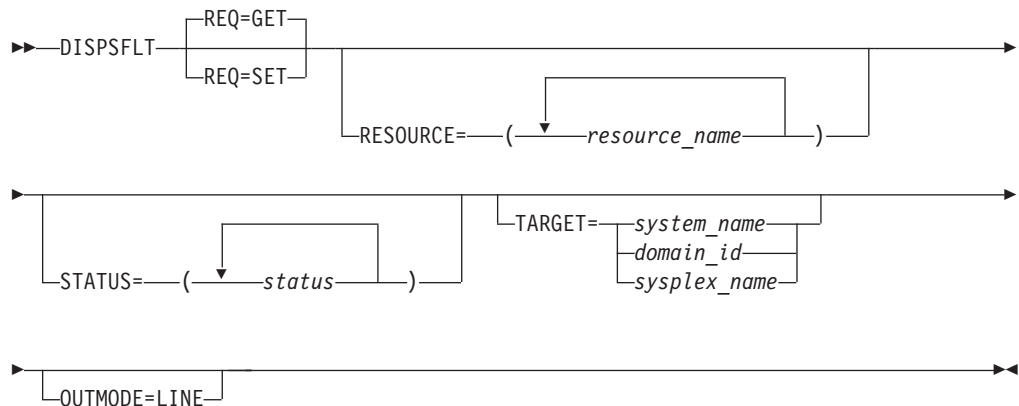 REQ=GET
DISPSFLT
REQ=SET
RESOURCE= ( resource_name )
STATUS= ( status )
TARGET= system_name
domain_id
sysplex_name
OUTMODE=LINE